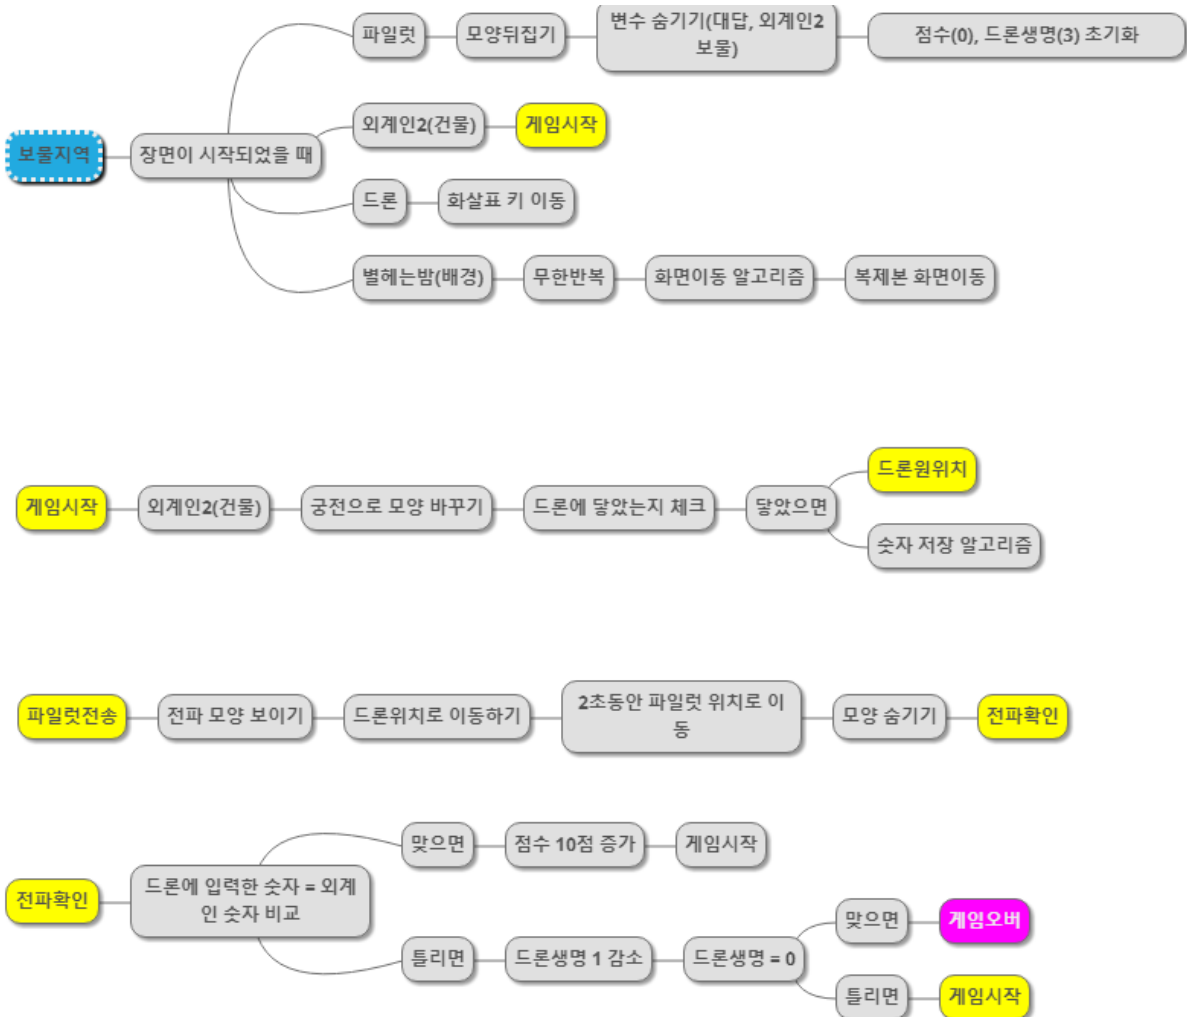 파일럿
모양뒤집기
변수 숨기기(대답, 외계인2
보물)
점수(0), 드론생명(3) 초기화
외계인2(건물)
게임시작
보물지역
장면이 시작되었을 때
드론
화살표 키 이동
별헤는밤(배경)
무한반복
화면이동 알고리즘
복제본 화면이동
게임시작
외계인2(건물)
궁전으로 모양 바꾸기
드론에 닿았는지 체크
닿았으면
드론원위치
숫자 저장 알고리즘
파일럿전송
전파 모양 보이기
드론위치로 이동하기
2초동안 파일럿 위치로 이
동
모양 숨기기
전파확인
전파확인
드론에 입력한 숫자 = 외계
인 숫자 비교
맞으면
점수 10점 증가
게임시작
틀리면
드론생명 1 감소
드론생명 = 0
맞으면
게임오버
틀리면
게임시작